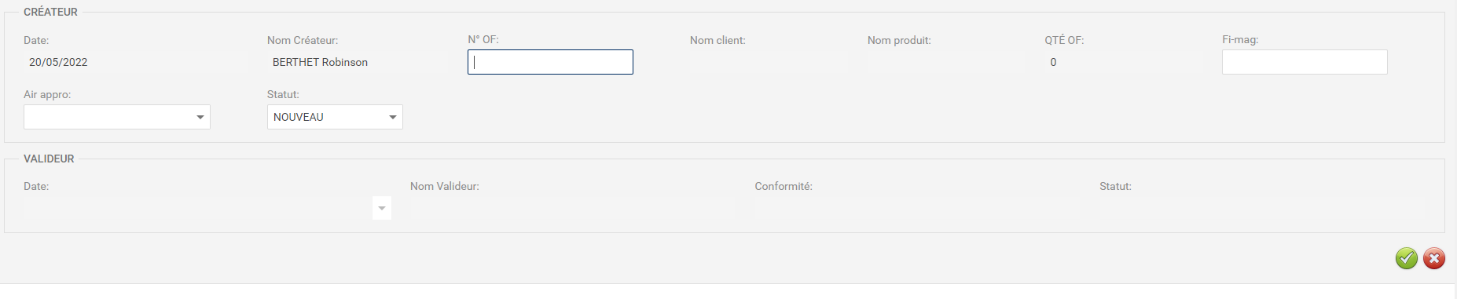 CRÉATEUR
Date: Nom Créateur: N° OF: Nom client: Nom produit: QTÉ OF: Fi-mag:
20/05/2022 BERTHET Robinson 0
Air appro: Statut:
NOUVEAU
VALIDEUR
Date: Nom Valideur: Conformité: Statut: